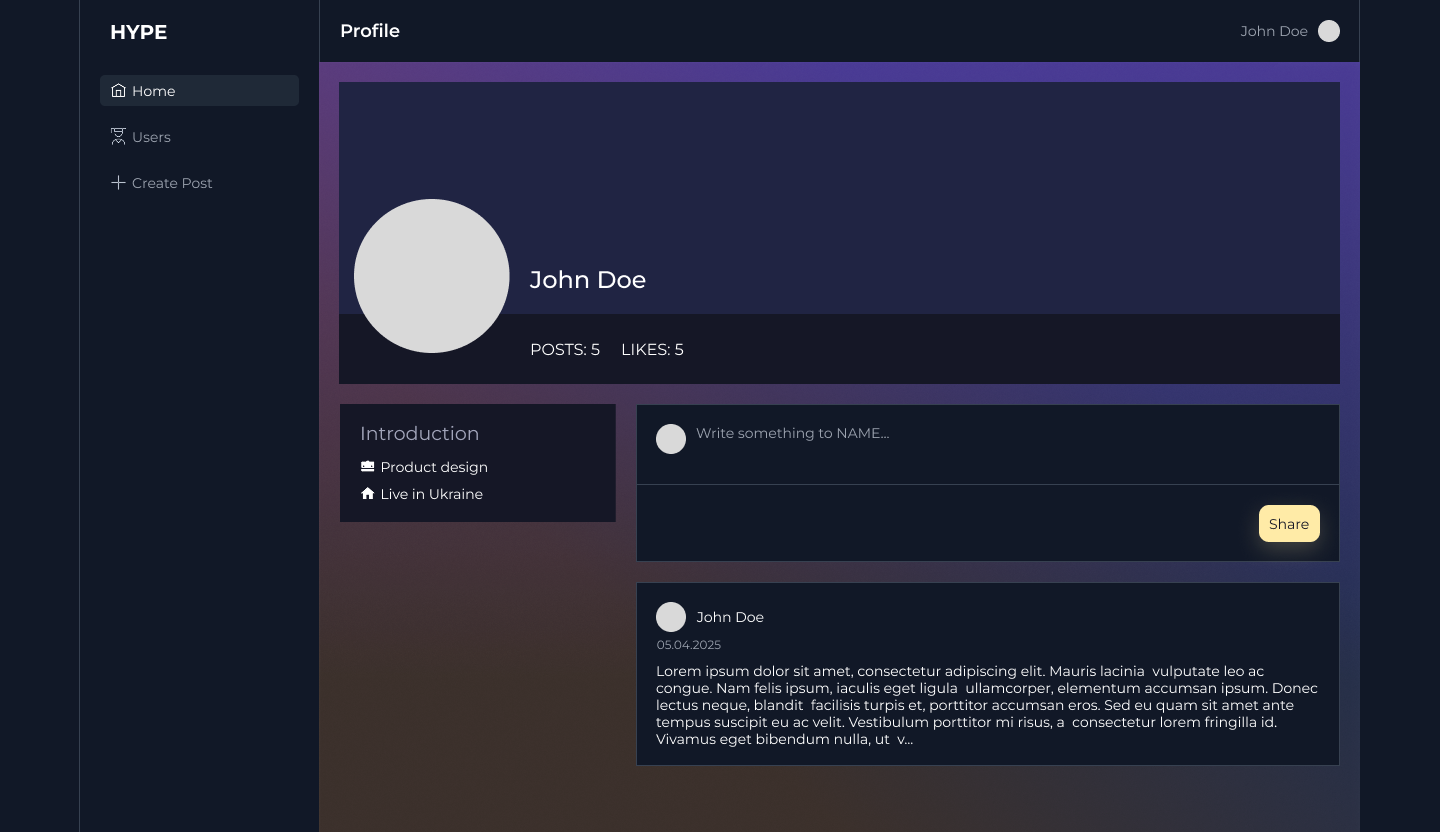 HYPE
Profile
John Doe
Home
Users
Create Post
John Doe
POSTS: 5 LIKES: 5
Introduction
Product design
Live in Ukraine
Write something to NAME...
Share
John Doe
05.04.2025
Lorem ipsum dolor sit amet, consectetur adipiscing elit. Mauris lacinia  vulputate leo ac
congue. Nam felis ipsum, iaculis eget ligula  ullamcorper, elementum accumsan ipsum. Donec
lectus neque, blandit  facilisis turpis et, porttitor accumsan eros. Sed eu quam sit amet ante
tempus suscipit eu ac velit. Vestibulum porttitor mi risus, a  consectetur lorem fringilla id.
Vivamus eget bibendum nulla, ut  v...